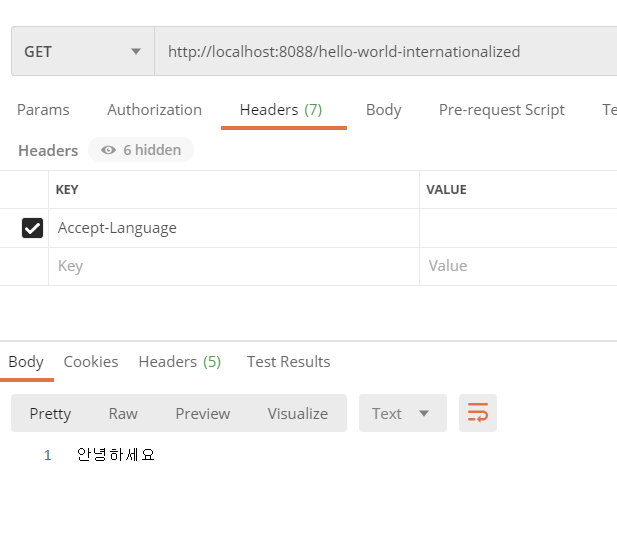 GET http://localhost:8088/hello-world-internationalized
Params Authorization Headers (7) Body Pre-request Script Te
Headers 6 hidden
KEY VALUE
Accept-Language
Key Value
Body Cookies Headers (5) Test Results
Pretty Raw Preview Visualize Text
1 안녕하세요